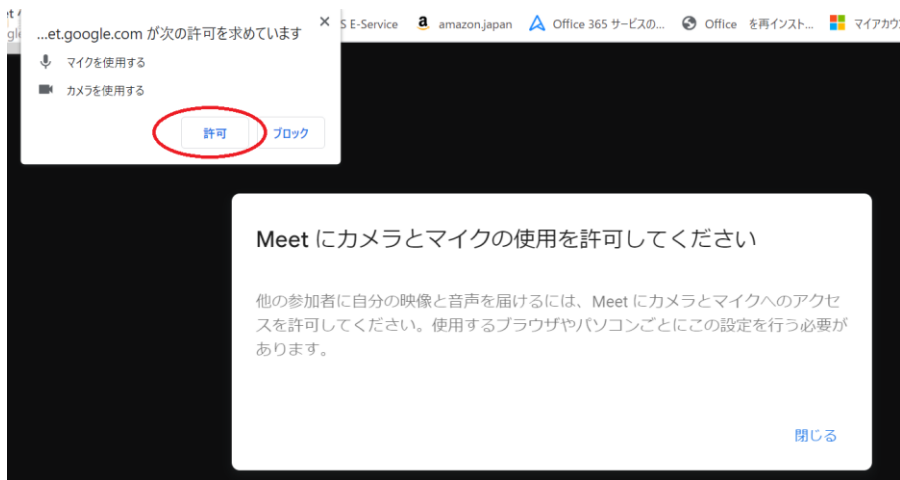 ...et.google.com が次の許可を求めています
×
マイクを使用する
カメラを使用する
許可
ブロック
S E-Service
a amazon.japan
Office 365 サービスの...
Office を再インスト...
マイアカウ
Meet にカメラとマイクの使用を許可してください
他の参加者に自分の映像と音声を届けるには、Meet にカメラとマイクへのアクセ
スを許可してください。使用するブラウザやパソコンごとにこの設定を行う必要が
あります。
閉じる